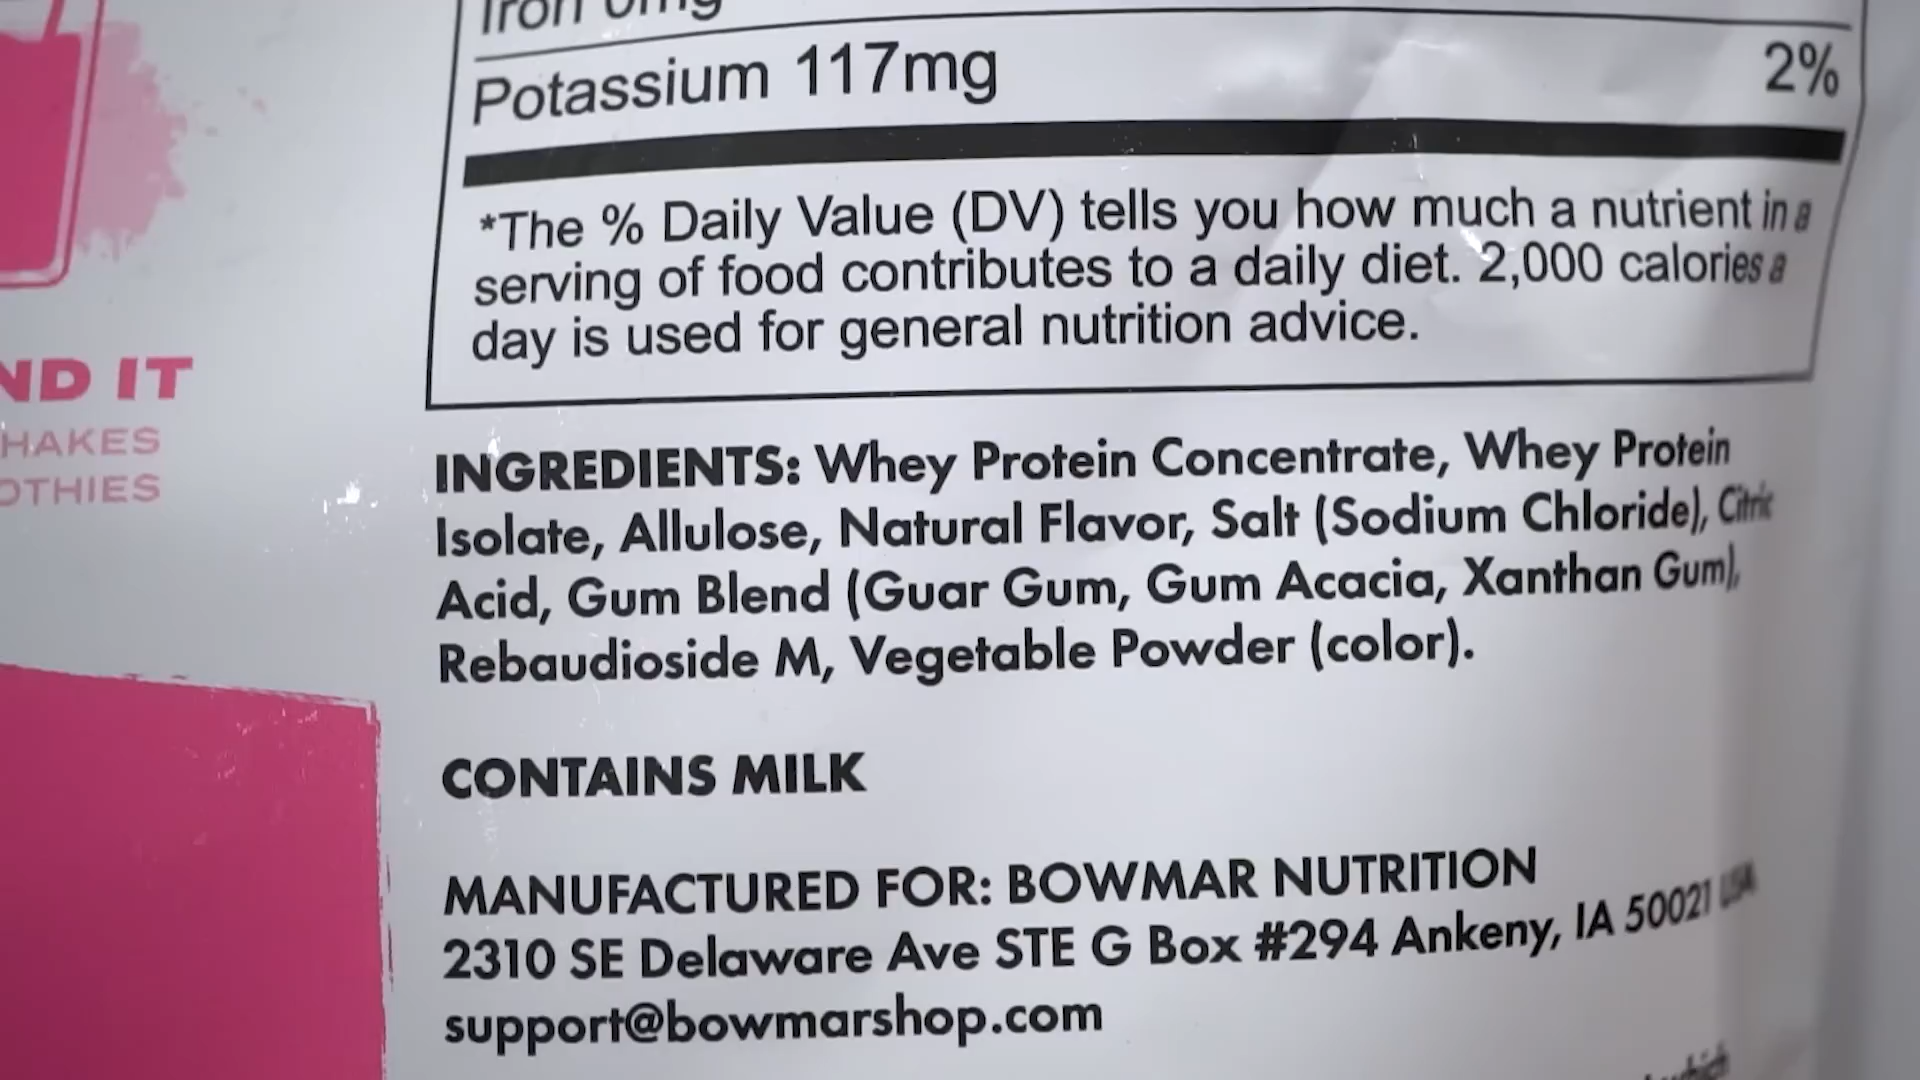 Iron 0mg
Potassium 117mg 2%
*The % Daily Value (DV) tells you how much a nutrient in a
serving of food contributes to a daily diet. 2,000 calories a
day is used for general nutrition advice.
ND IT
HAKES
OTHIES
INGREDIENTS: Whey Protein Concentrate, Whey Protein
Isolate, Allulose, Natural Flavor, Salt (Sodium Chloride), Citric
Acid, Gum Blend (Guar Gum, Gum Acacia, Xanthan Gum),
Rebaudioside M, Vegetable Powder (color).
CONTAINS MILK
MANUFACTURED FOR: BOWMAR NUTRITION
2310 SE Delaware Ave STE G Box #294 Ankeny, IA 50021 USA
support@bowmarshop.com
which